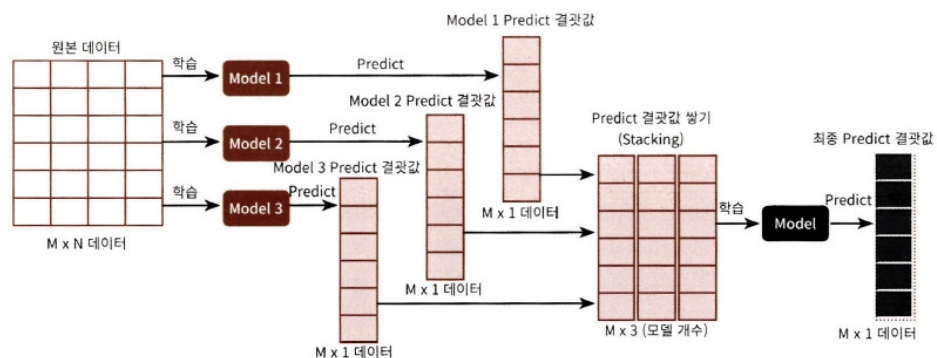 Model 1 Predict 결괏값
원본 데이터
학습
Model 1
Predict
Model 2 Predict 결괏값
학습
Model 2
Predict
Predict 결괏값 쌓기
(Stacking)
최종 Predict 결괏값
Model 3 Predict 결괏값
학습
Model 3
Predict
M x 1 데이터
학습
Model
Predict
M x N 데이터
M x 1 데이터
M x 3 (모델 개수)
M x 1 데이터
M x 1 데이터